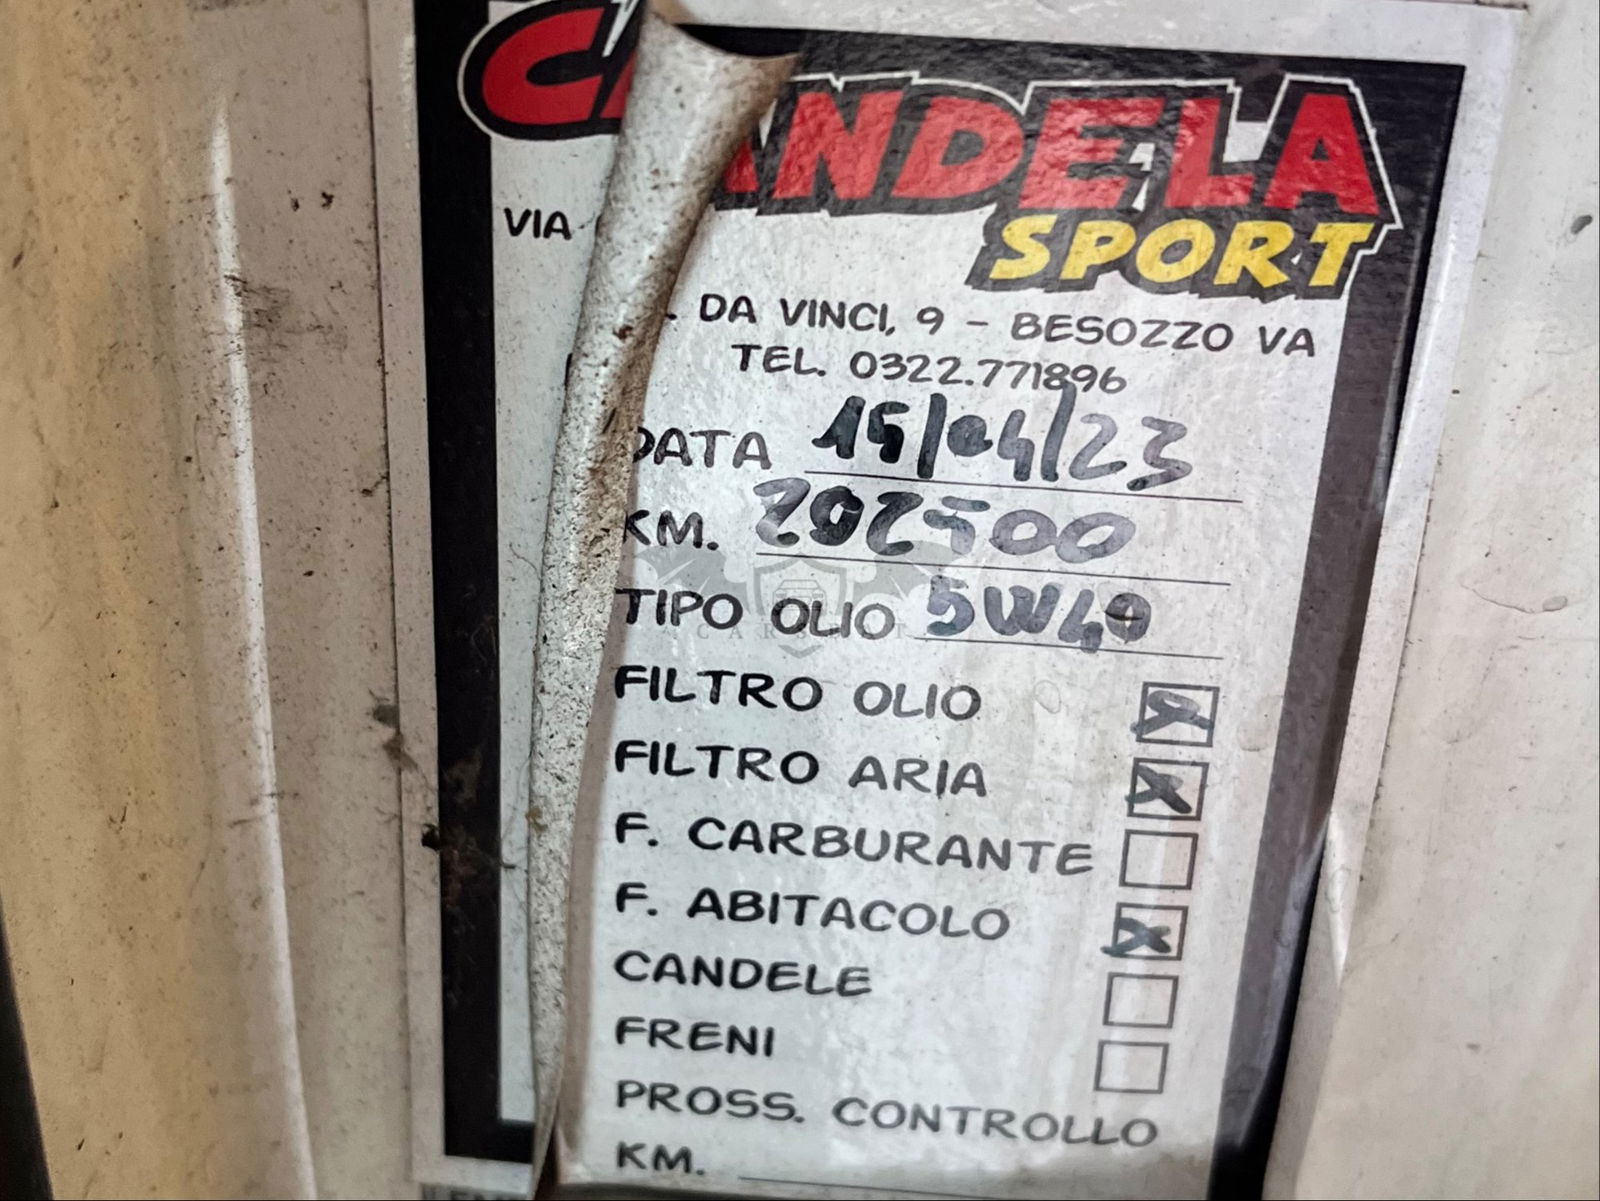 CANDELA
SPORT
VIA
. DA VINCI, 9 - BESOZZO VA
TEL. 0322.771896
DATA 15/04/23
KM. 202500
TIPO OLIO 5W40
CARSPIT
FILTRO OLIO
FILTRO ARIA
F. CARBURANTE
F. ABITACOLO
CANDELE
FRENI
PROSS. CONTROLLO
KM.